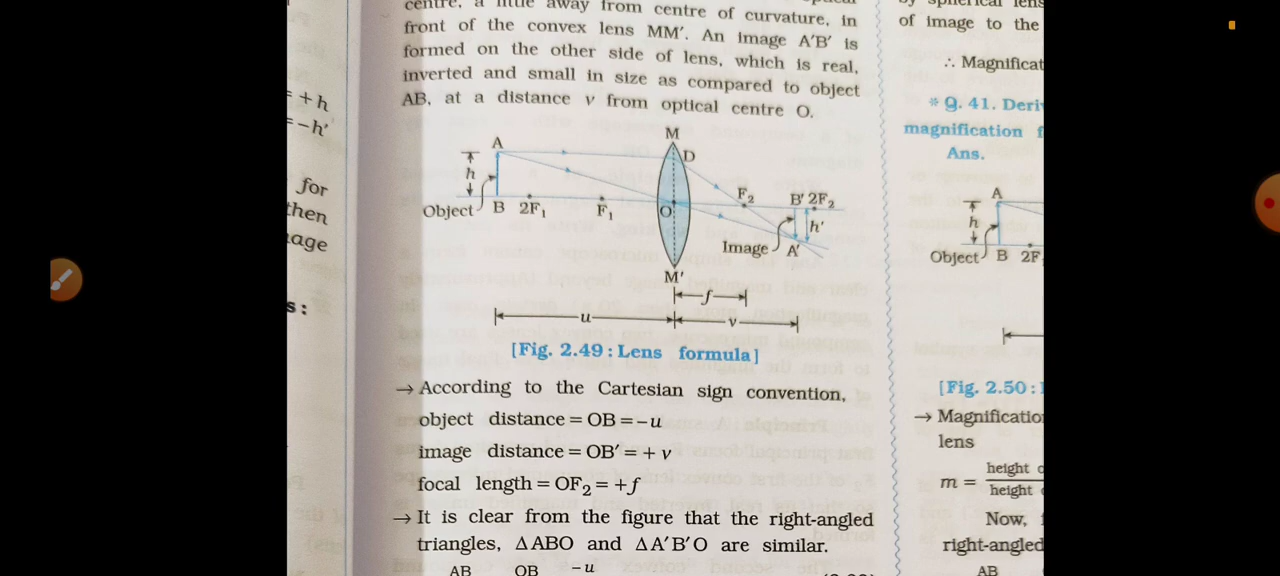 centre, a little away from centre of curvature, in
front of the convex lens MM′. An image A′B′ is
formed on the other side of lens, which is real,
inverted and small in size as compared to object
AB, at a distance v from optical centre O.
M
A
D
h
F₂
B′ 2F₂
Object
B 2F₁
F₁
O
h′
Image
A′
M′
f
u
v
[Fig. 2.49 : Lens formula]
→ According to the Cartesian sign convention,
object distance = OB = −u
image distance = OB′ = + v
focal length = OF₂ = +f
→ It is clear from the figure that the right-angled
triangles, ΔABO and ΔA′B′O are similar.
AB OB −u
= +h
= −h′
for
then
s :
of image to the
∴ Magnificat
* Q. 41. Deri
magnification f
Ans.
A
h
Object
B 2F
[Fig. 2.50 :
→ Magnificatio
lens
m = height o
height o
Now,
right-angled
AB